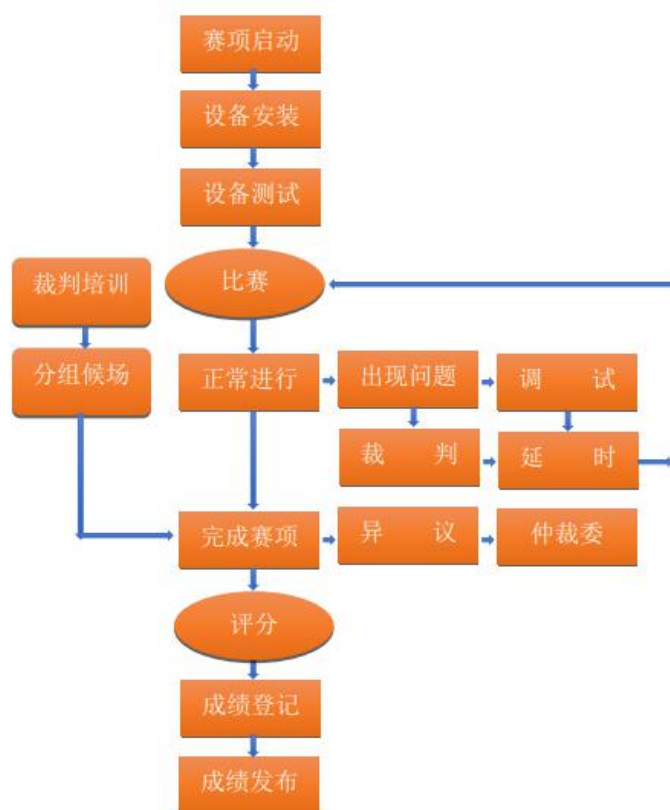 赛项启动
设备安装
设备测试
比赛
裁判培训
分组候场
正常进行
出现问题
调 试
裁 判
延 时
完成赛项
异 议
仲裁委
评分
成绩登记
成绩发布